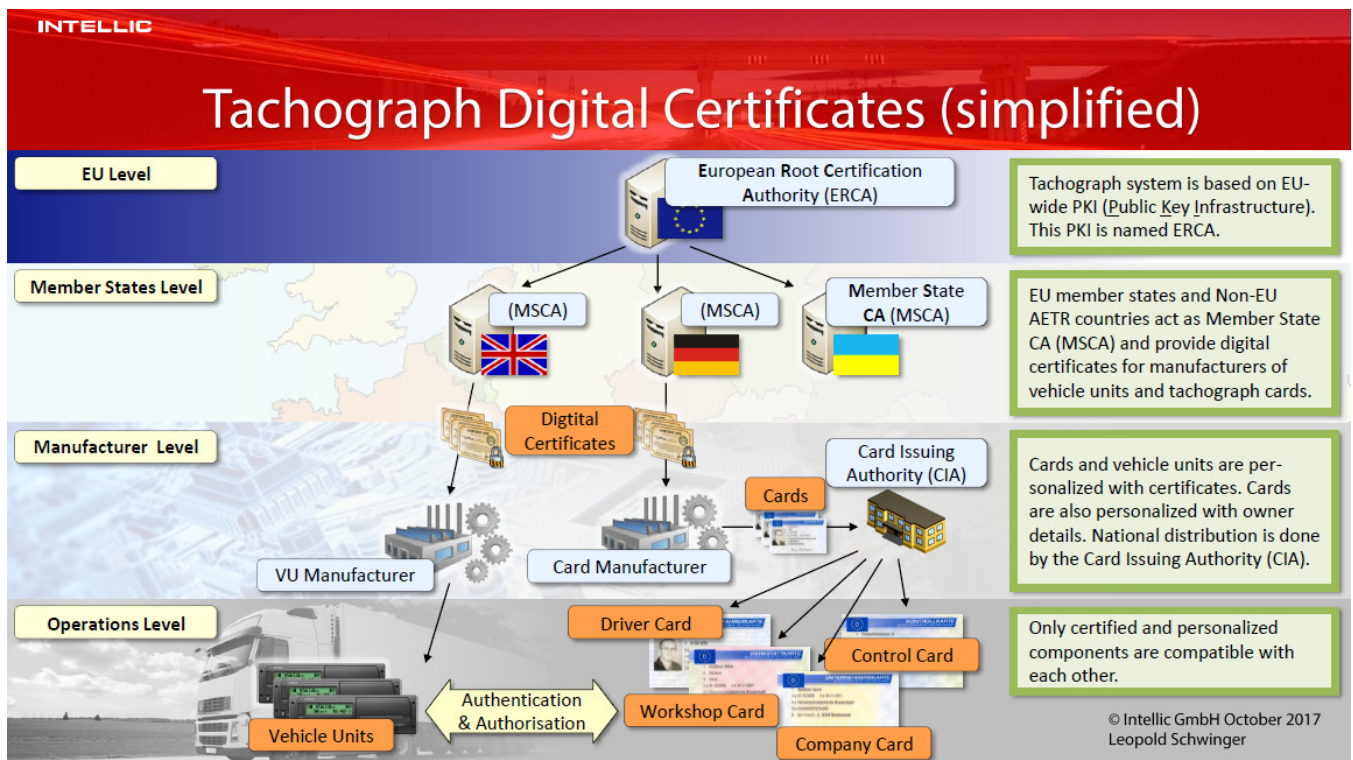 INTELLIC
Tachograph Digital Certificates (simplified)
EU Level
European Root Certification
Authority (ERCA)
Tachograph system is based on EU-
wide PKI (Public Key Infrastructure).
This PKI is named ERCA.
Member States Level
(MSCA)
(MSCA)
Member State
CA (MSCA)
EU member states and Non-EU
AETR countries act as Member State
CA (MSCA) and provide digital
certificates for manufacturers of
vehicle units and tachograph cards.
Digtital
Certificates
Manufacturer Level
Card Issuing
Authority (CIA)
Cards
VU Manufacturer
Card Manufacturer
Cards and vehicle units are per-
sonalized with certificates. Cards
are also personalized with owner
details. National distribution is done
by the Card Issuing Authority (CIA).
Operations Level
Driver Card
KONTROLLKARTE
Control Card
WERKSTATTKARTE
UNTERNEHMENSKARTE
Workshop Card
Company Card
Authentication
& Authorisation
Vehicle Units
Only certified and personalized
components are compatible with
each other.
© Intellic GmbH October 2017
Leopold Schwinger